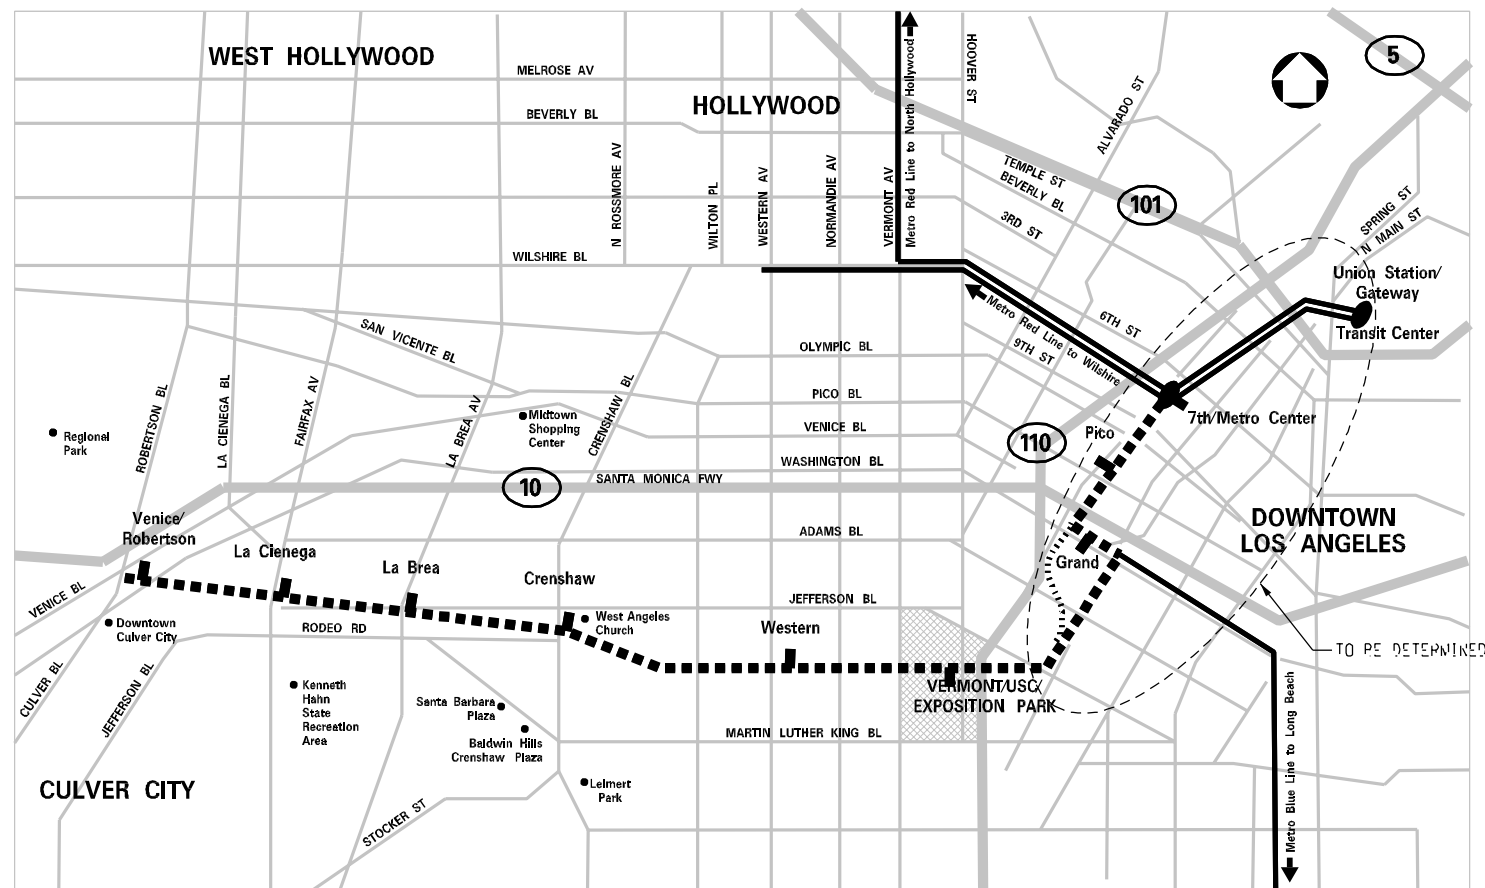 WEST HOLLYWOOD
MELROSE AV
HOLLYWOOD
BEVERLY BL
N ROSSMORE AV
WILTON PL
WESTERN AV
NORMANDIE AV
VERMONT AV
Metro Red Line to North Hollywood
HOOVER ST
ALVARADO ST
5
TEMPLE ST
BEVERLY BL
101
3RD ST
SPRING ST
N MAIN ST
WILSHIRE BL
Union Station/
Gateway
Transit Center
Metro Red Line to Wilshire
6TH ST
9TH ST
SAN VICENTE BL
OLYMPIC BL
PICO BL
VENICE BL
WASHINGTON BL
ROBERTSON BL
LA CIENEGA BL
FAIRFAX AV
LA BREA AV
CRENSHAW BL
Midtown
Shopping
Center
Regional
Park
7th/Metro Center
Pico
110
10
SANTA MONICA FWY
DOWNTOWN
LOS ANGELES
Venice/
Robertson
La Cienega
La Brea
Crenshaw
ADAMS BL
Grand
VENICE BL
JEFFERSON BL
Downtown
Culver City
RODEO RD
West Angeles
Church
Western
TO BE DETERMINED
CULVER BL
JEFFERSON BL
Kenneth
Hahn
State
Recreation
Area
Santa Barbara
Plaza
VERMONT/USC/
EXPOSITION PARK
Baldwin Hills
Crenshaw Plaza
MARTIN LUTHER KING BL
Metro Blue Line to Long Beach
CULVER CITY
Leimert
Park
STOCKER ST